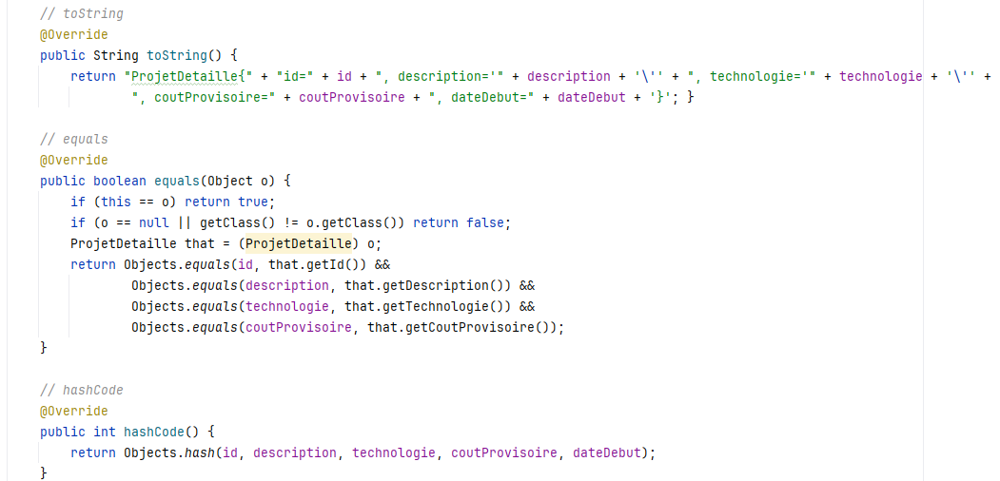 // toString
@Override
public String toString() {
    return "ProjetDetaille{" + "id=" + id + ", description='" + description + '\'' + ", technologie='" + technologie + '\'' +
            ", coutProvisoire=" + coutProvisoire + ", dateDebut=" + dateDebut + '}'; }
// equals
@Override
public boolean equals(Object o) {
    if (this == o) return true;
    if (o == null || getClass() != o.getClass()) return false;
    ProjetDetaille that = (ProjetDetaille) o;
    return Objects.equals(id, that.getId()) &&
            Objects.equals(description, that.getDescription()) &&
            Objects.equals(technologie, that.getTechnologie()) &&
            Objects.equals(coutProvisoire, that.getCoutProvisoire());
}
// hashCode
@Override
public int hashCode() {
    return Objects.hash(id, description, technologie, coutProvisoire, dateDebut);
}